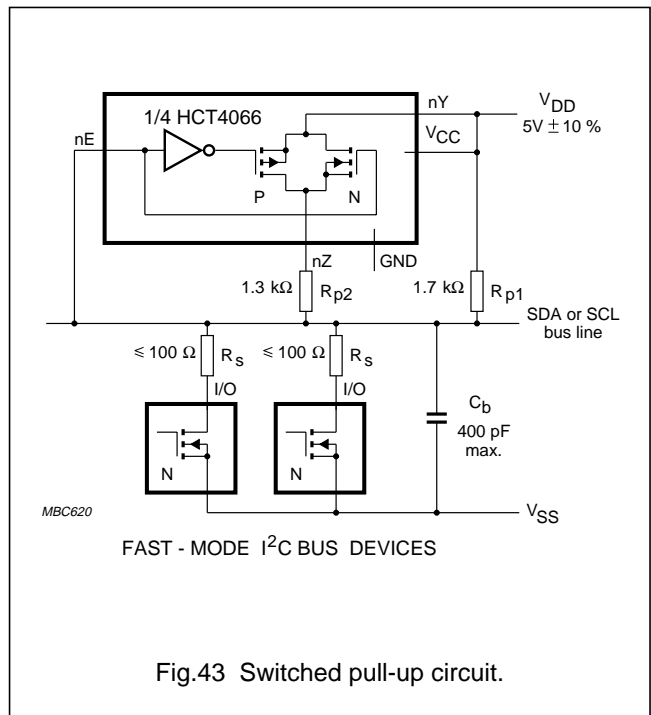 nY
V_DD
1/4 HCT4066
5V ± 10 %
V_CC
nE
P
N
nZ
GND
1.3 kΩ
R_p2
1.7 kΩ
R_p1
SDA or SCL
bus line
≤ 100 Ω
R_s
≤ 100 Ω
R_s
I/O
I/O
C_b
400 pF
max.
N
N
MBC620
V_SS
FAST - MODE I²C BUS DEVICES
Fig.43 Switched pull-up circuit.